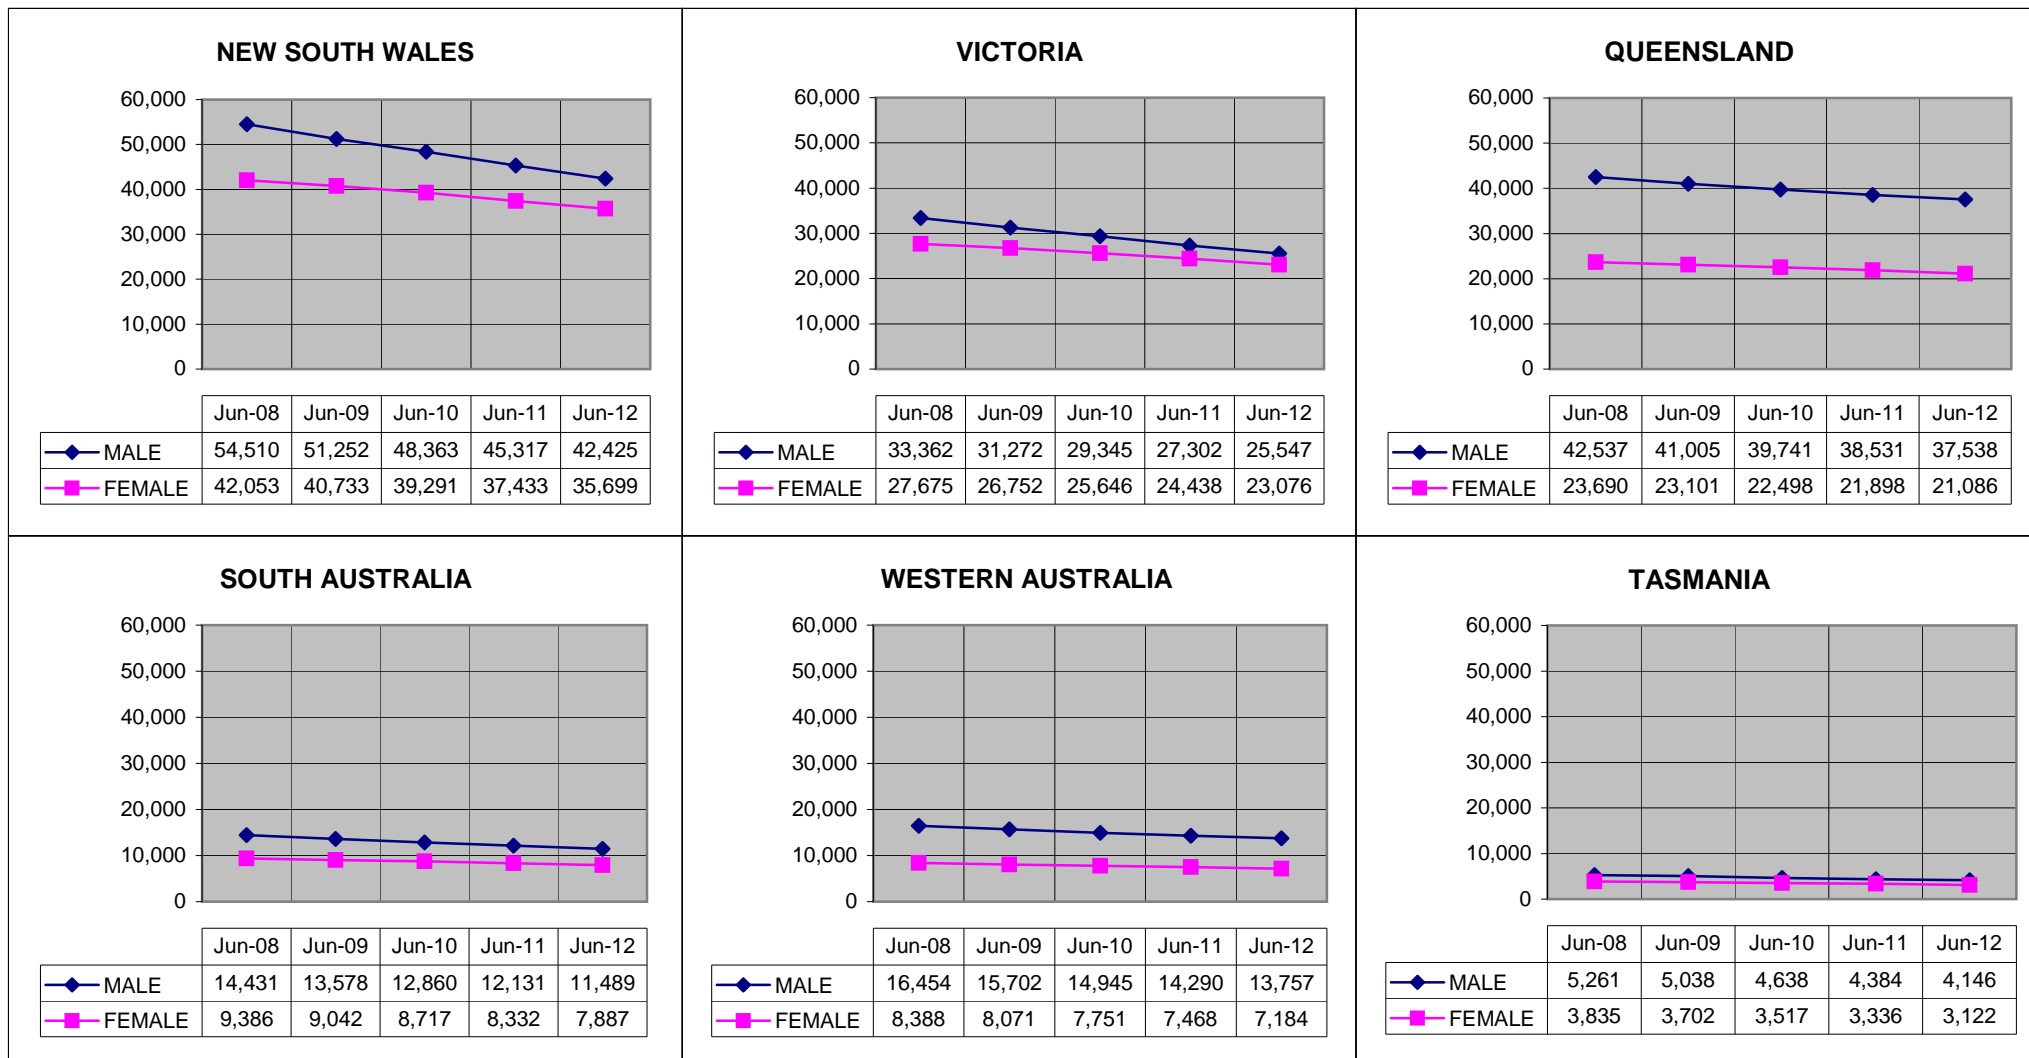 NEW SOUTH WALES
60,000
50,000
40,000
30,000
20,000
10,000
0
Jun-08 Jun-09 Jun-10 Jun-11 Jun-12
MALE 54,510 51,252 48,363 45,317 42,425
FEMALE 42,053 40,733 39,291 37,433 35,699
VICTORIA
60,000
50,000
40,000
30,000
20,000
10,000
0
Jun-08 Jun-09 Jun-10 Jun-11 Jun-12
MALE 33,362 31,272 29,345 27,302 25,547
FEMALE 27,675 26,752 25,646 24,438 23,076
QUEENSLAND
60,000
50,000
40,000
30,000
20,000
10,000
0
Jun-08 Jun-09 Jun-10 Jun-11 Jun-12
MALE 42,537 41,005 39,741 38,531 37,538
FEMALE 23,690 23,101 22,498 21,898 21,086
SOUTH AUSTRALIA
60,000
50,000
40,000
30,000
20,000
10,000
0
Jun-08 Jun-09 Jun-10 Jun-11 Jun-12
MALE 14,431 13,578 12,860 12,131 11,489
FEMALE 9,386 9,042 8,717 8,332 7,887
WESTERN AUSTRALIA
60,000
50,000
40,000
30,000
20,000
10,000
0
Jun-08 Jun-09 Jun-10 Jun-11 Jun-12
MALE 16,454 15,702 14,945 14,290 13,757
FEMALE 8,388 8,071 7,751 7,468 7,184
TASMANIA
60,000
50,000
40,000
30,000
20,000
10,000
0
Jun-08 Jun-09 Jun-10 Jun-11 Jun-12
MALE 5,261 5,038 4,638 4,384 4,146
FEMALE 3,835 3,702 3,517 3,336 3,122